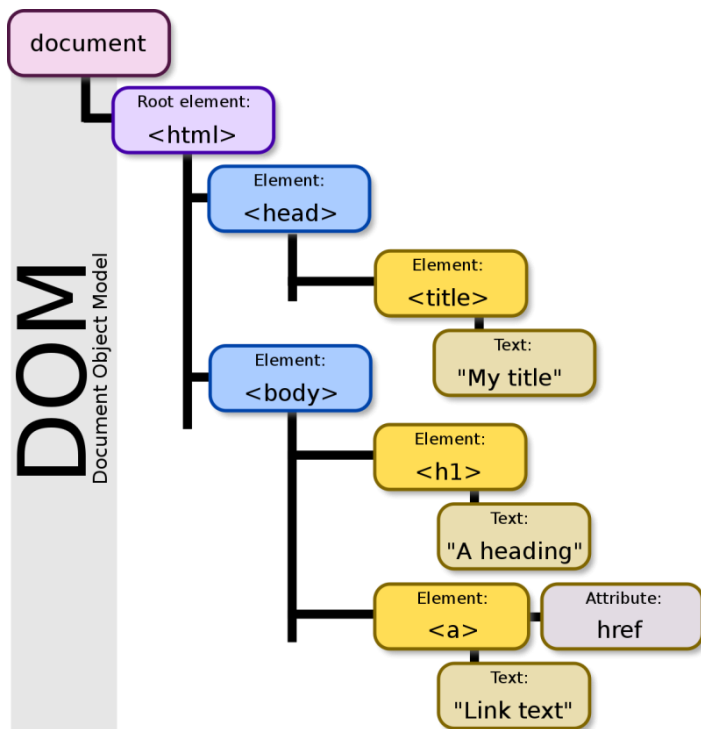 document
Root element:
<html>
Element:
<head>
Element:
<title>
Text:
"My title"
Element:
<body>
Element:
<h1>
Text:
"A heading"
Element:
<a>
Attribute:
href
Text:
"Link text"
DOM
Document Object Model